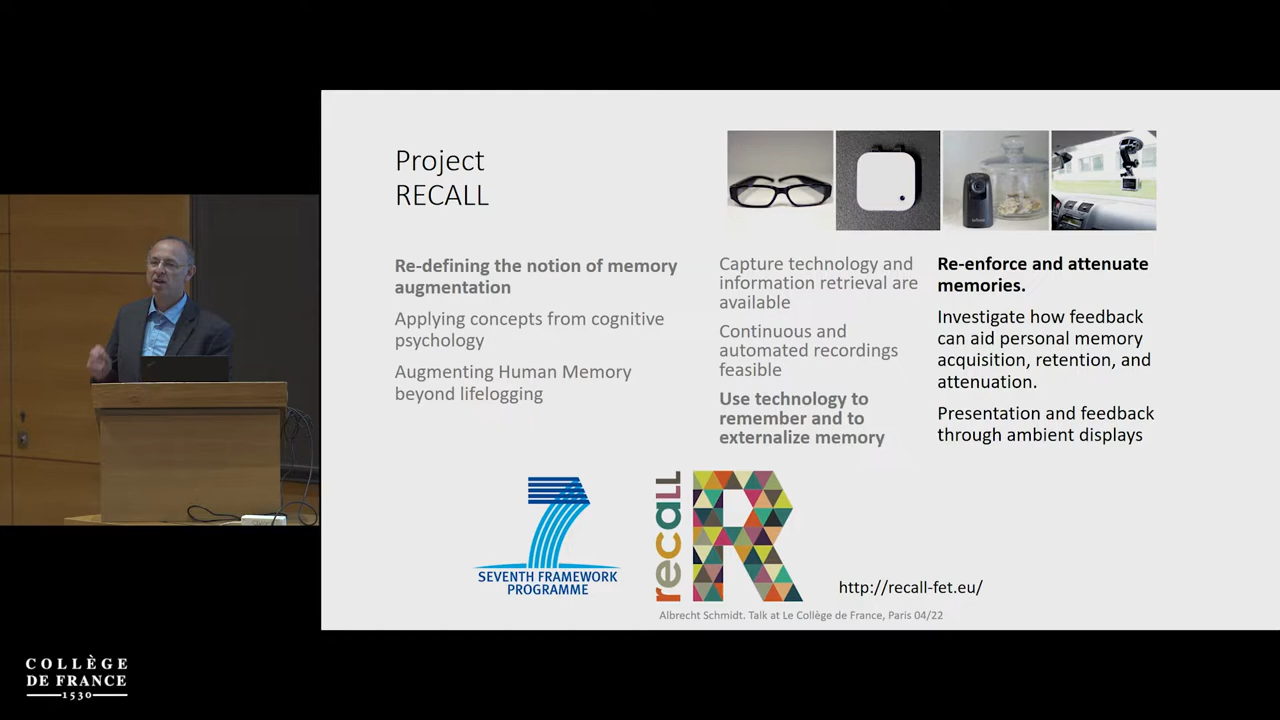 Project
RECALL
Re-defining the notion of memory
augmentation
Applying concepts from cognitive
psychology
Augmenting Human Memory
beyond lifelogging
Capture technology and
information retrieval are
available
Continuous and
automated recordings
feasible
Use technology to
remember and to
externalize memory
Re-enforce and attenuate
memories.
Investigate how feedback
can aid personal memory
acquisition, retention, and
attenuation.
Presentation and feedback
through ambient displays
7
SEVENTH FRAMEWORK
PROGRAMME
recall
R
http://recall-fet.eu/
Albrecht Schmidt. Talk at Le Collège de France, Paris 04/22
COLLÈGE
DE FRANCE
1530